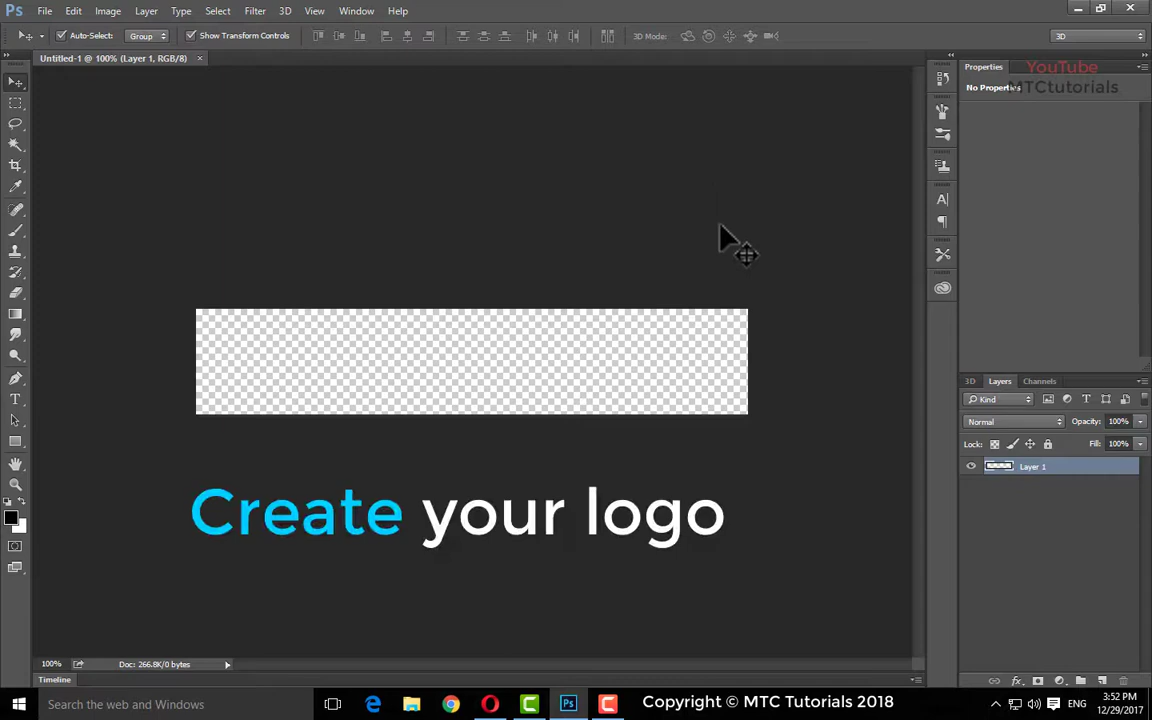 Ps File Edit Image Layer Type Select Filter 3D View Window Help
Auto-Select: Group Show Transform Controls 3D Mode: 3D
Untitled-1 @ 100% (Layer 1, RGB/8) ×
Properties
YouTube
No Properties
MTCtutorials
3D Layers Channels
Kind
Normal Opacity: 100%
Lock: Fill: 100%
Layer 1
Create your logo
100% Doc: 266.8K/0 bytes
Timeline
Search the web and Windows
Copyright © MTC Tutorials 2018
ENG
3:52 PM
12/29/2017